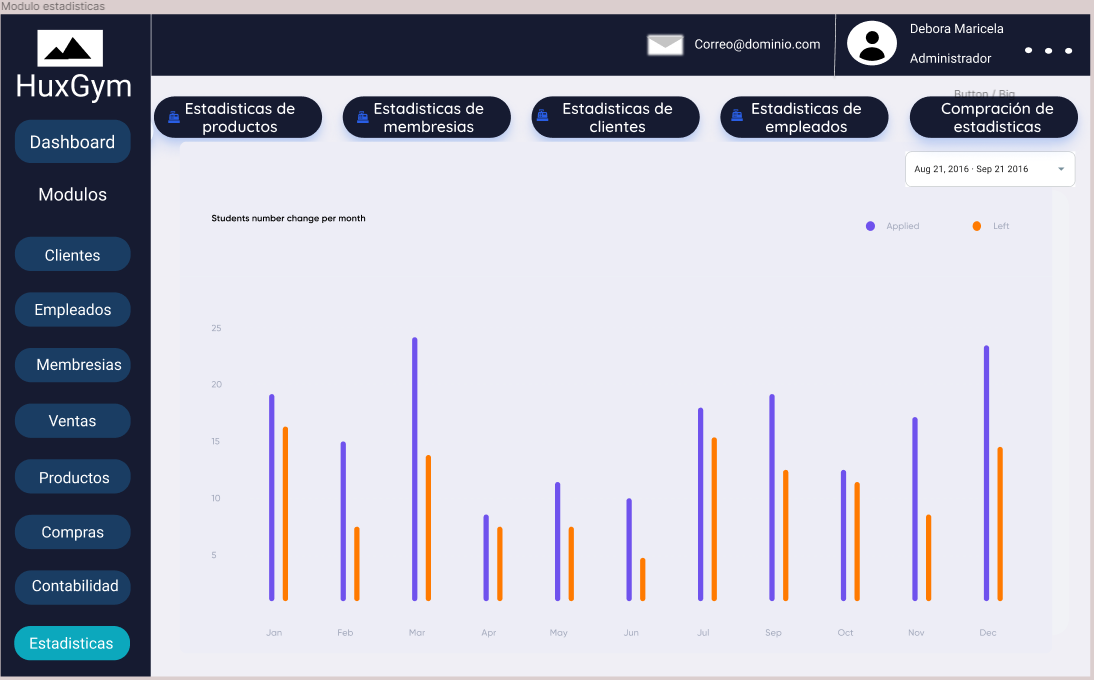 Modulo estadisticas
HuxGym
Correo@dominio.com
Debora Maricela
Administrador
Dashboard
Modulos
Clientes
Empleados
Membresias
Ventas
Productos
Compras
Contabilidad
Estadisticas
Button / Big
Estadisticas de
productos
Estadisticas de
membresias
Estadisticas de
clientes
Estadisticas de
empleados
Compración de
estadisticas
Aug 21, 2016 · Sep 21 2016
Students number change per month
Applied
Left
25
20
15
10
5
Jan Feb Mar Apr May Jun Jul Sep Oct Nov Dec